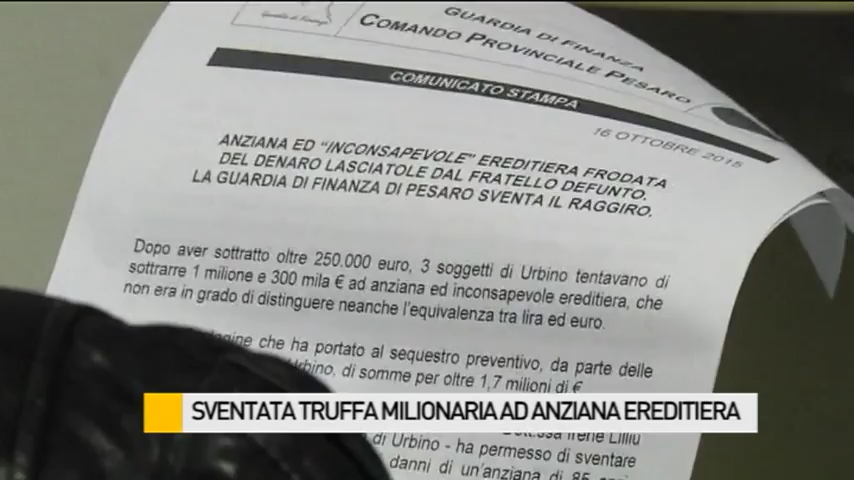 GUARDIA DI FINANZA
COMANDO PROVINCIALE PESARO
COMUNICATO STAMPA
16 OTTOBRE 2015
ANZIANA ED “INCONSAPEVOLE” EREDITIERA FRODATA
DEL DENARO LASCIATOLE DAL FRATELLO DEFUNTO.
LA GUARDIA DI FINANZA DI PESARO SVENTA IL RAGGIRO.
Dopo aver sottratto oltre 250.000 euro, 3 soggetti di Urbino tentavano di
sottrarre 1 milione e 300 mila € ad anziana ed inconsapevole ereditiera, che
non era in grado di distinguere neanche l'equivalenza tra lira ed euro.
che ha portato al sequestro preventivo, da parte delle
Urbino, di somme per oltre 1,7 milioni di €
SVENTATA TRUFFA MILIONARIA AD ANZIANA EREDITIERA
di Urbino - ha permesso di sventare
danni di un'anziana di 85